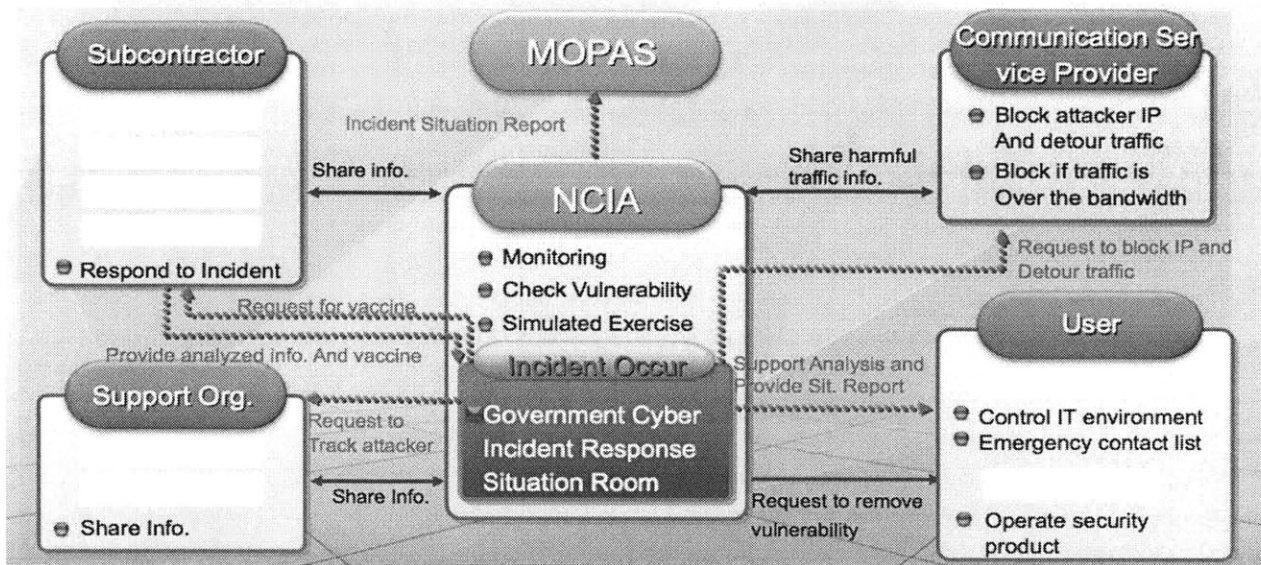 Subcontractor
Respond to Incident
MOPAS
Incident Situation Report
Communication Ser
vice Provider
Block attacker IP
And detour traffic
Block if traffic is
Over the bandwidth
Share info.
Share harmful
traffic info.
NCIA
Monitoring
Check Vulnerability
Simulated Exercise
Request to block IP and
Detour traffic
Request for vaccine
Provide analyzed info. And vaccine
Incident Occur
Government Cyber
Incident Response
Situation Room
Support Analysis and
Provide Sit. Report
User
Control IT environment
Emergency contact list
Operate security
product
Support Org.
Share Info.
Request to
Track attacker
Share Info.
Request to remove
vulnerability